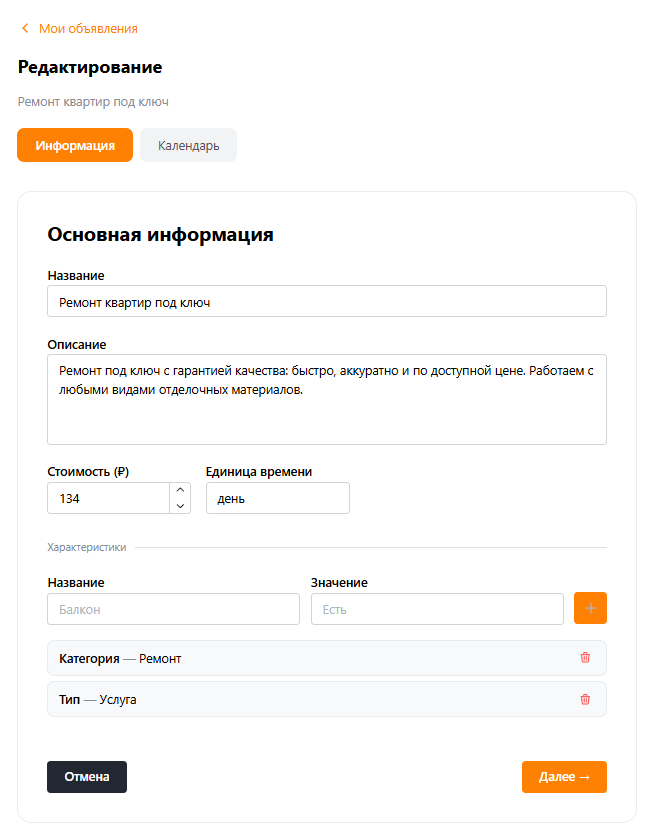 Мои объявления
Редактирование
Ремонт квартир под ключ
Информация
Календарь
Основная информация
Название
Ремонт квартир под ключ
Описание
Ремонт под ключ с гарантией качества: быстро, аккуратно и по доступной цене. Работаем с
любыми видами отделочных материалов.
Стоимость (₽)
Единица времени
134
день
Характеристики
Название
Значение
Балкон
Есть
+
Категория — Ремонт
Тип — Услуга
Отмена
Далее →